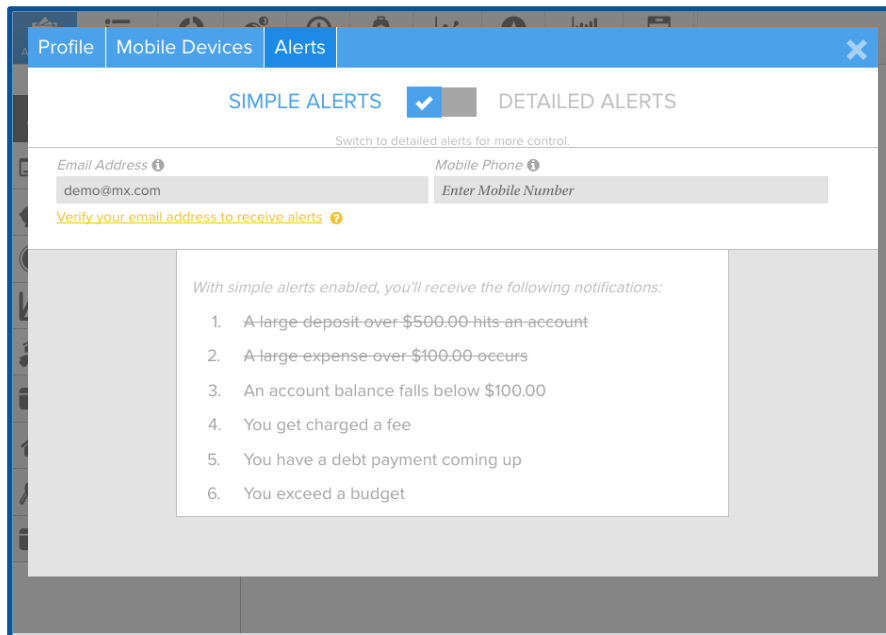 Profile Mobile Devices Alerts
SIMPLE ALERTS DETAILED ALERTS
Switch to detailed alerts for more control.
Email Address Mobile Phone
demo@mx.com Enter Mobile Number
Verify your email address to receive alerts
With simple alerts enabled, you'll receive the following notifications:
1. A large deposit over $500.00 hits an account
2. A large expense over $100.00 occurs
3. An account balance falls below $100.00
4. You get charged a fee
5. You have a debt payment coming up
6. You exceed a budget